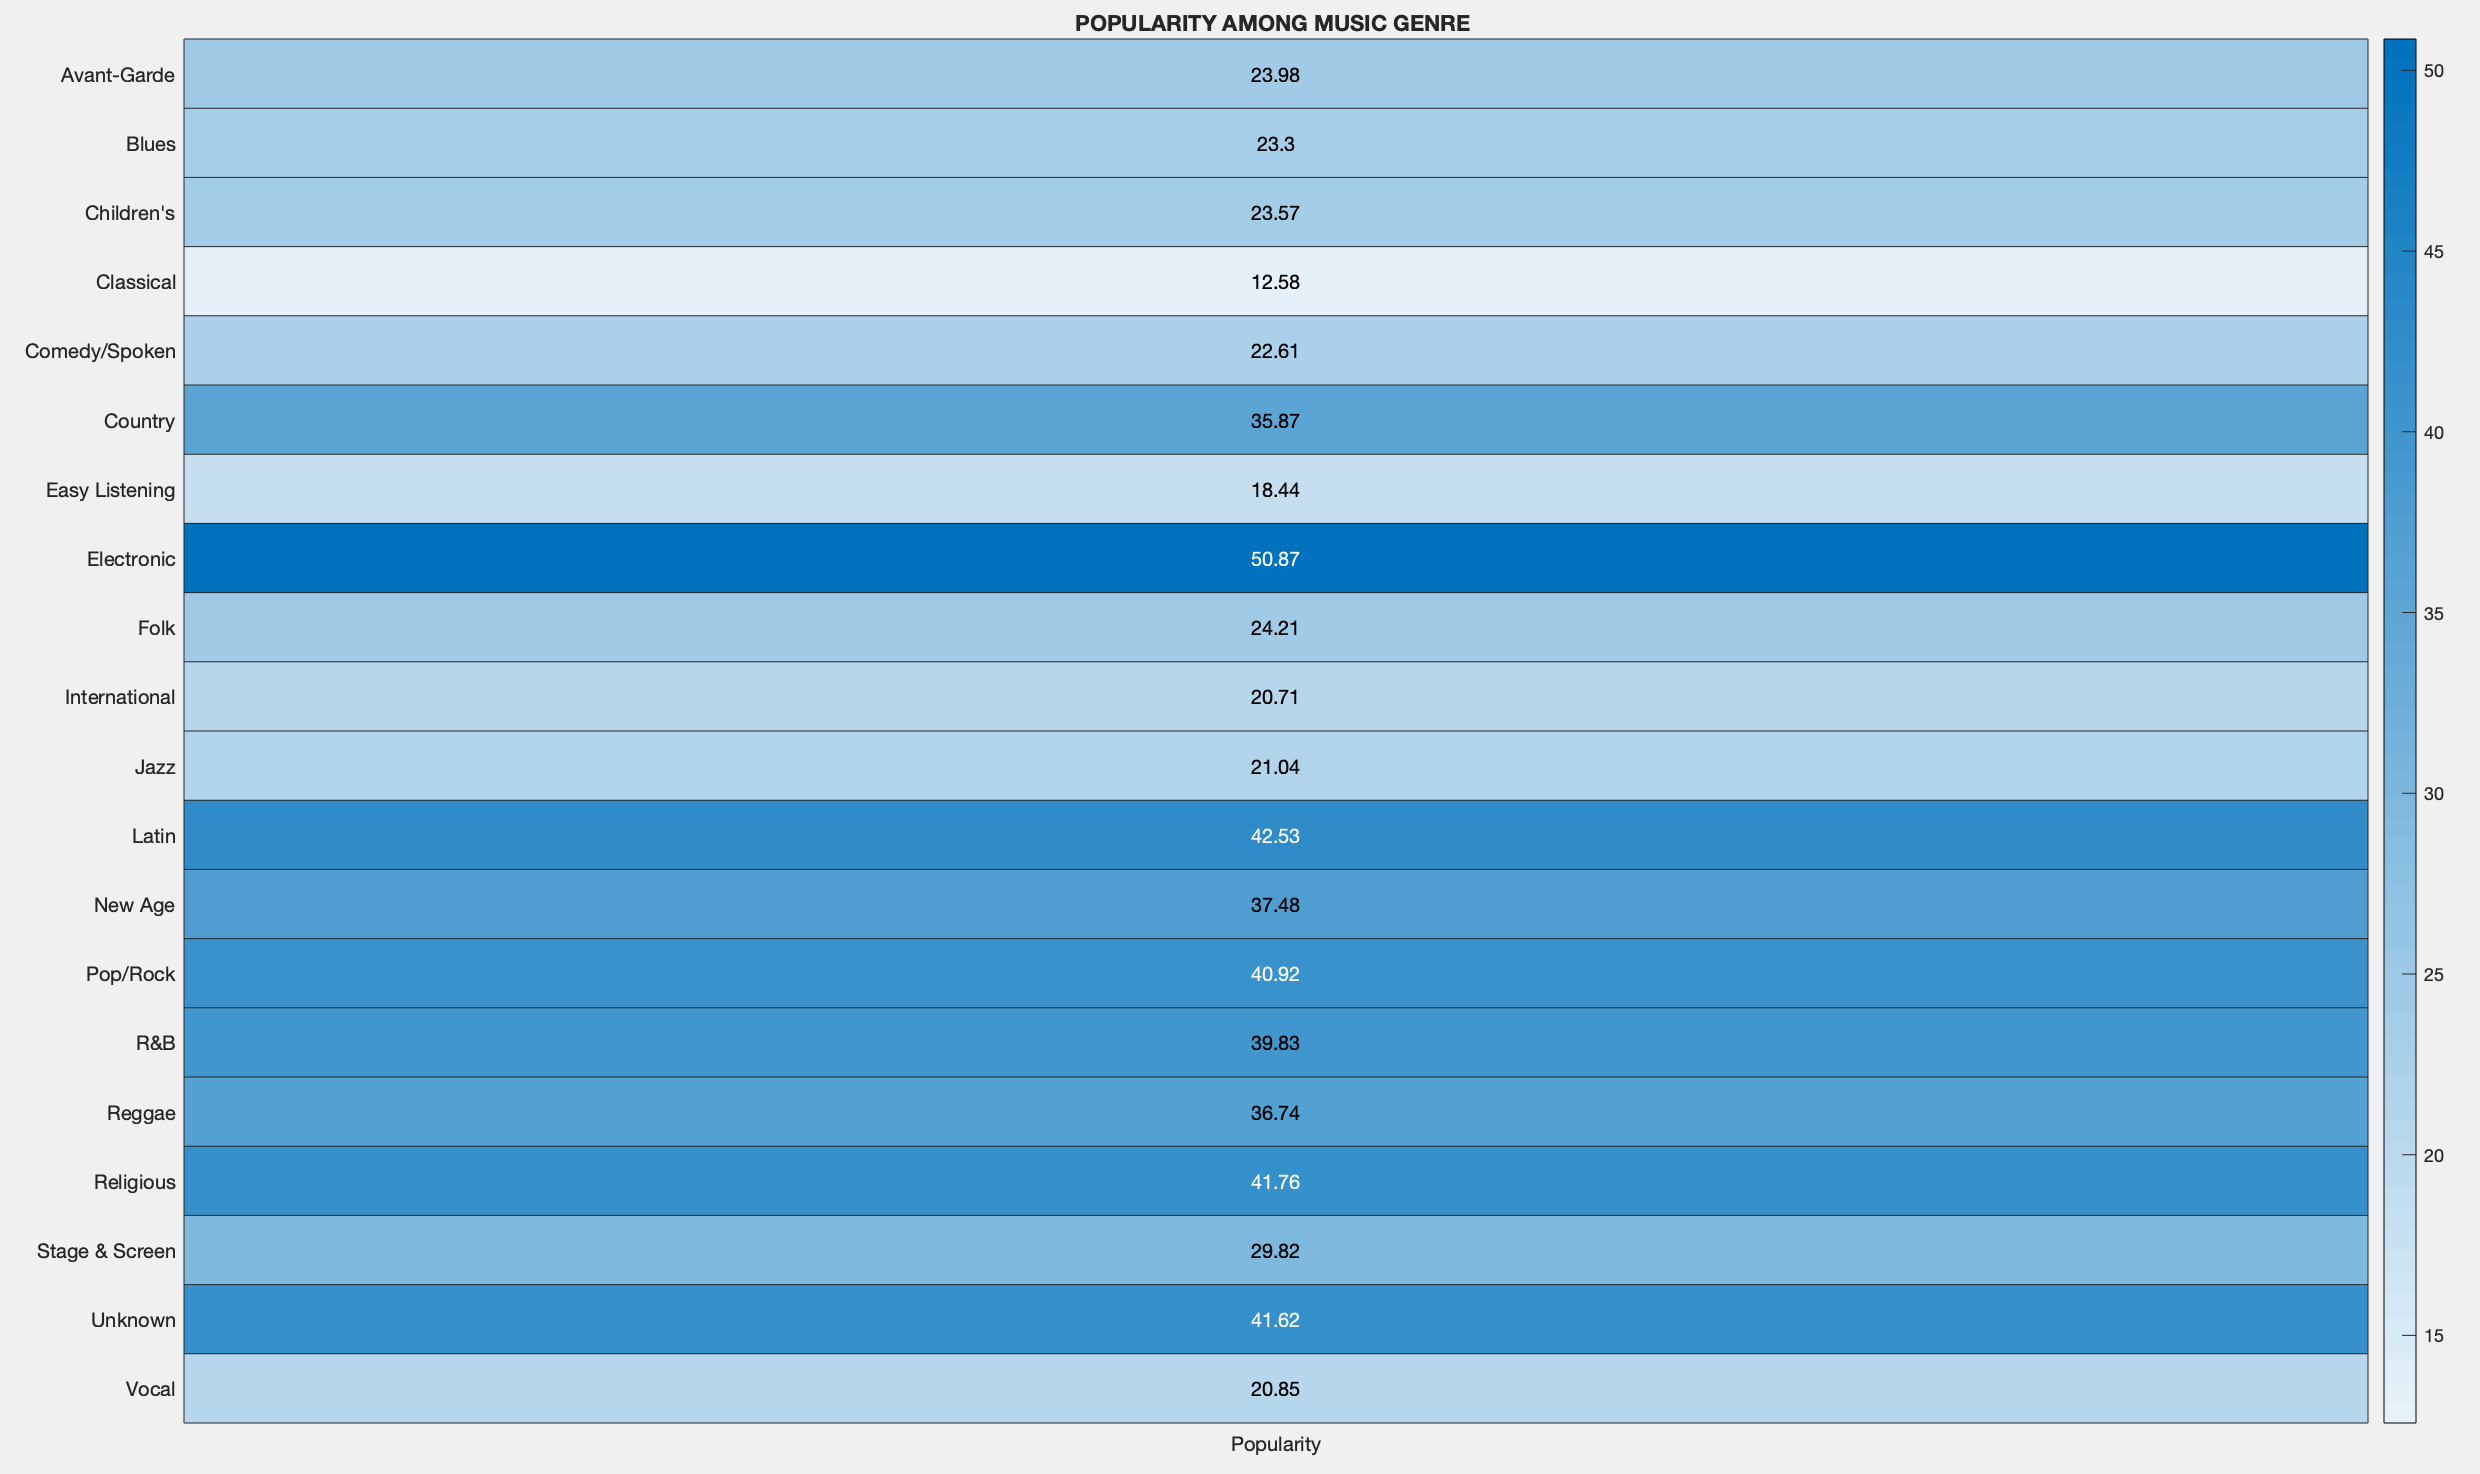 POPULARITY AMONG MUSIC GENRE
Avant-Garde 23.98
Blues 23.3
Children's 23.57
Classical 12.58
Comedy/Spoken 22.61
Country 35.87
Easy Listening 18.44
Electronic 50.87
Folk 24.21
International 20.71
Jazz 21.04
Latin 42.53
New Age 37.48
Pop/Rock 40.92
R&B 39.83
Reggae 36.74
Religious 41.76
Stage & Screen 29.82
Unknown 41.62
Vocal 20.85
Popularity
50
45
40
35
30
25
20
15